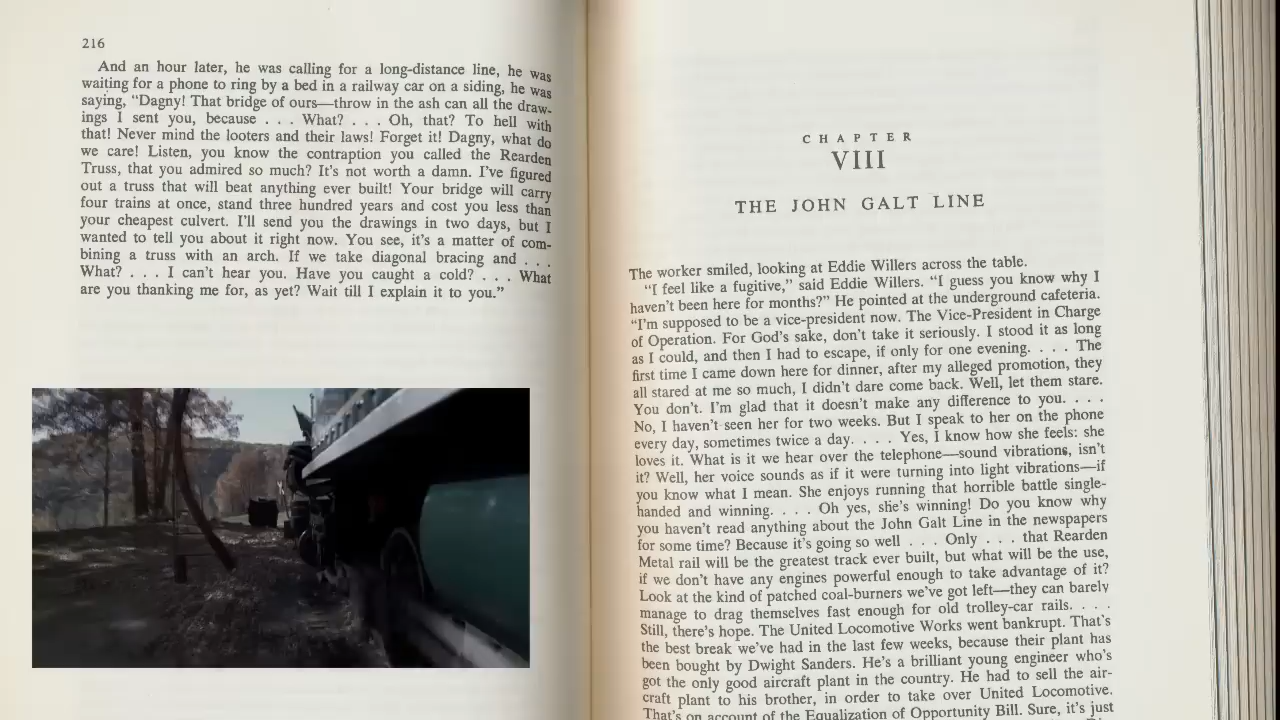 216
And an hour later, he was calling for a long-distance line, he was
waiting for a phone to ring by a bed in a railway car on a siding, he was
saying, “Dagny! That bridge of ours—throw in the ash can all the draw-
ings I sent you, because . . . What? . . . Oh, that? To hell with
that! Never mind the looters and their laws! Forget it! Dagny, what do
we care! Listen, you know the contraption you called the Rearden
Truss, that you admired so much? It’s not worth a damn. I’ve figured
out a truss that will beat anything ever built! Your bridge will carry
four trains at once, stand three hundred years and cost you less than
your cheapest culvert. I’ll send you the drawings in two days, but I
wanted to tell you about it right now. You see, it’s a matter of com-
bining a truss with an arch. If we take diagonal bracing and . . .
What? . . . I can’t hear you. Have you caught a cold? . . . What
are you thanking me for, as yet? Wait till I explain it to you.”
CHAPTER
VIII
THE JOHN GALT LINE
The worker smiled, looking at Eddie Willers across the table.
“I feel like a fugitive,” said Eddie Willers. “I guess you know why I
haven’t been here for months?” He pointed at the underground cafeteria.
“I’m supposed to be a vice-president now. The Vice-President in Charge
of Operation. For God’s sake, don’t take it seriously. I stood it as long
as I could, and then I had to escape, if only for one evening. . . . The
first time I came down here for dinner, after my alleged promotion, they
all stared at me so much, I didn’t dare come back. Well, let them stare.
You don’t. I’m glad that it doesn’t make any difference to you. . . .
No, I haven’t seen her for two weeks. But I speak to her on the phone
every day, sometimes twice a day. . . . Yes, I know how she feels: she
loves it. What is it we hear over the telephone—sound vibrations, isn’t
it? Well, her voice sounds as if it were turning into light vibrations—if
you know what I mean. She enjoys running that horrible battle single-
handed and winning. . . . Oh yes, she’s winning! Do you know why
you haven’t read anything about the John Galt Line in the newspapers
for some time? Because it’s going so well . . . Only . . . that Rearden
Metal rail will be the greatest track ever built, but what will be the use,
if we don’t have any engines powerful enough to take advantage of it?
Look at the kind of patched coal-burners we’ve got left—they can barely
manage to drag themselves fast enough for old trolley-car rails. . . .
Still, there’s hope. The United Locomotive Works went bankrupt. That’s
the best break we’ve had in the last few weeks, because their plant has
been bought by Dwight Sanders. He’s a brilliant young engineer who’s
got the only good aircraft plant in the country. He had to sell the air-
craft plant to his brother, in order to take over United Locomotive.
That’s on account of the Equalization of Opportunity Bill. Sure, it’s just